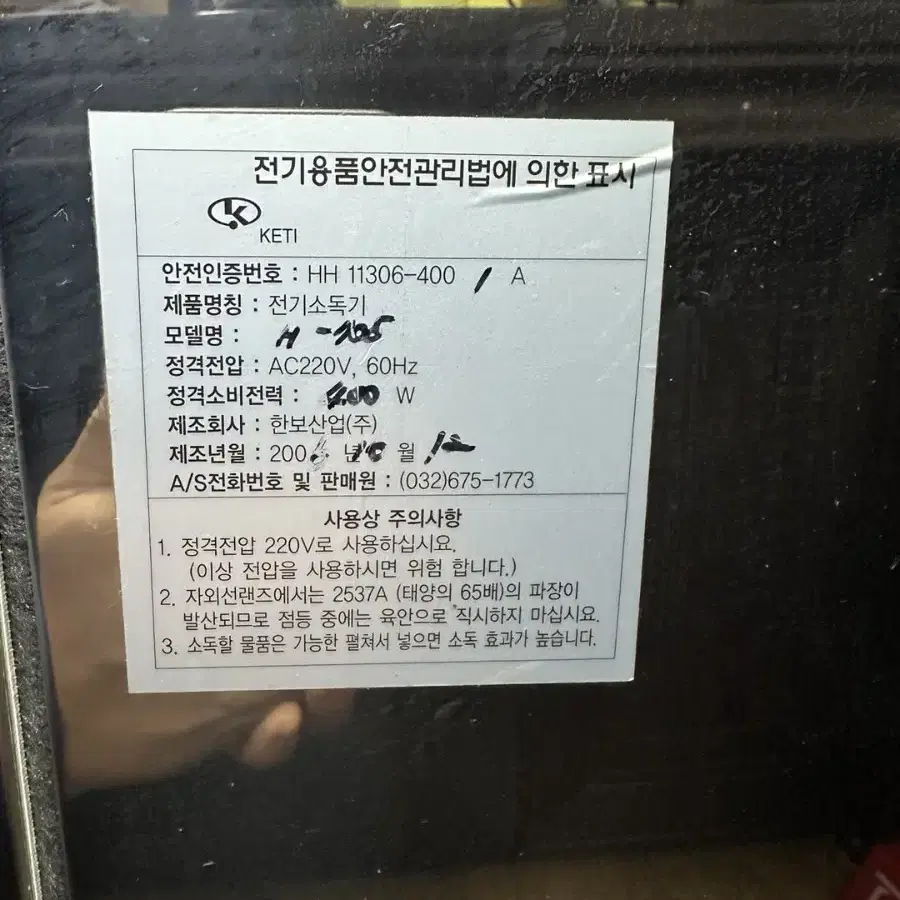 전기용품안전관리법에 의한 표시
KETI
안전인증번호 : HH 11306-400 1 A
제품명칭 : 전기소독기
모델명 : H-105
정격전압 : AC220V, 60Hz
정격소비전력 : W
제조회사 : 한보산업(주)
제조년월 : 200 년 10 월 12
A/S전화번호 및 판매원 : (032)675-1773
사용상 주의사항
1. 정격전압 220V로 사용하십시요.
(이상 전압을 사용하시면 위험 합니다.)
2. 자외선랜즈에서는 2537A (태양의 65배)의 파장이
발산되므로 점등 중에는 육안으로 직시하지 마십시요.
3. 소독할 물품은 가능한 펼쳐서 넣으면 소독 효과가 높습니다.